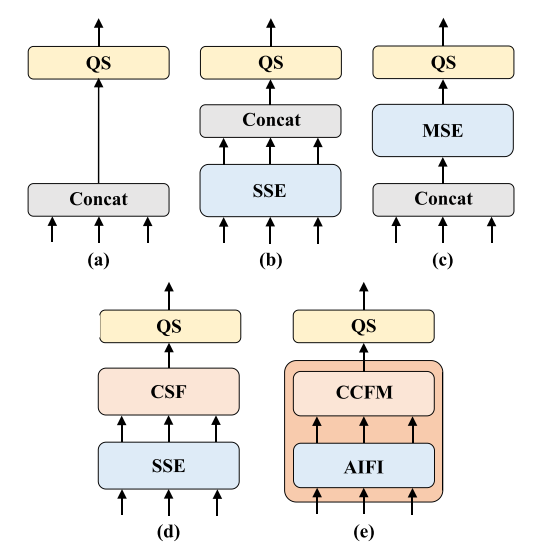 QS
Concat
(a)
QS
Concat
SSE
(b)
QS
MSE
Concat
(c)
QS
CSF
SSE
(d)
QS
CCFM
AIFI
(e)